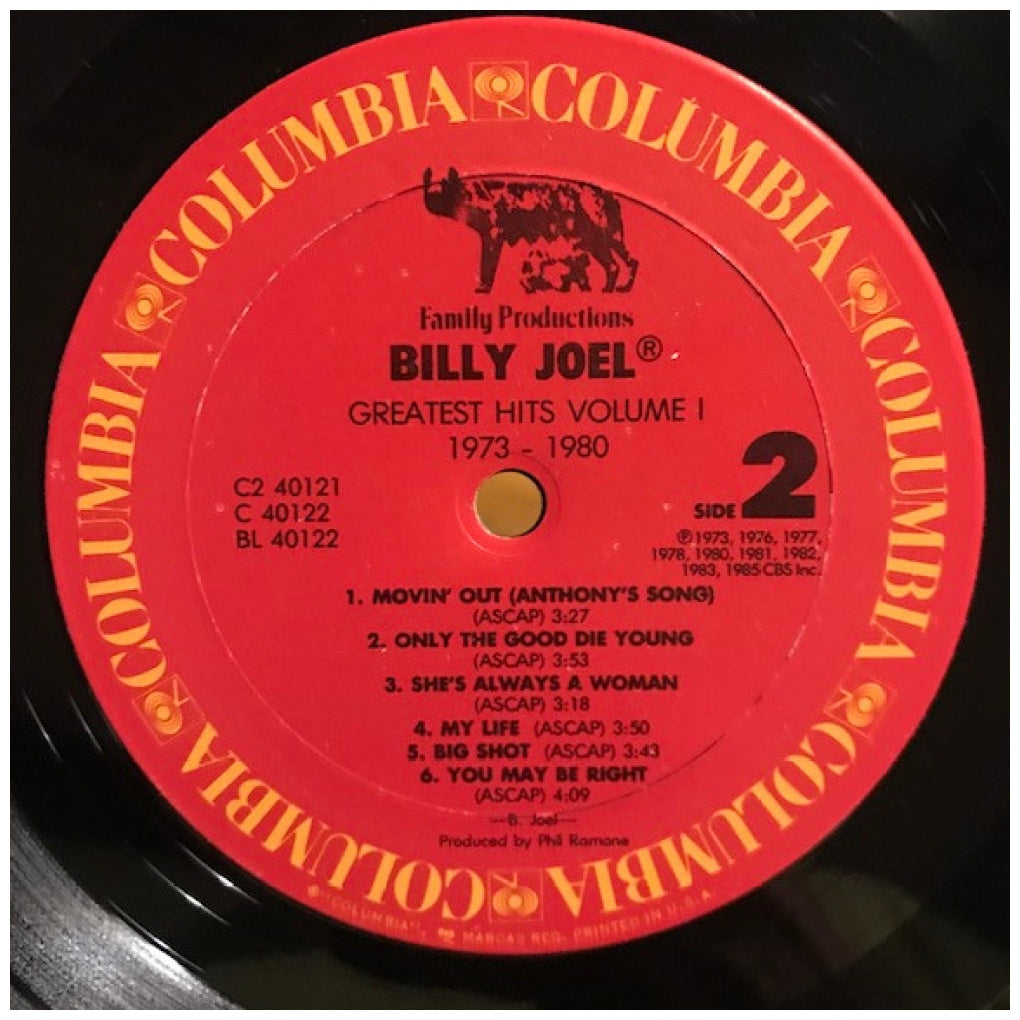 COLUMBIA COLUMBIA COLUMBIA COLUMBIA COLUMBIA COLUMBIA
Family Productions
BILLY JOEL®
GREATEST HITS VOLUME I
1973 - 1980
C2 40121
C 40122
BL 40122
SIDE 2
℗1973, 1976, 1977,
1978, 1980, 1981, 1982,
1983, 1985 CBS Inc.
1. MOVIN' OUT (ANTHONY'S SONG)
(ASCAP) 3:27
2. ONLY THE GOOD DIE YOUNG
(ASCAP) 3:53
3. SHE'S ALWAYS A WOMAN
(ASCAP) 3:18
4. MY LIFE (ASCAP) 3:50
5. BIG SHOT (ASCAP) 3:43
6. YOU MAY BE RIGHT
(ASCAP) 4:09
—B. Joel—
Produced by Phil Ramone
"COLUMBIA", MARCAS REG. PRINTED IN U.S.A.